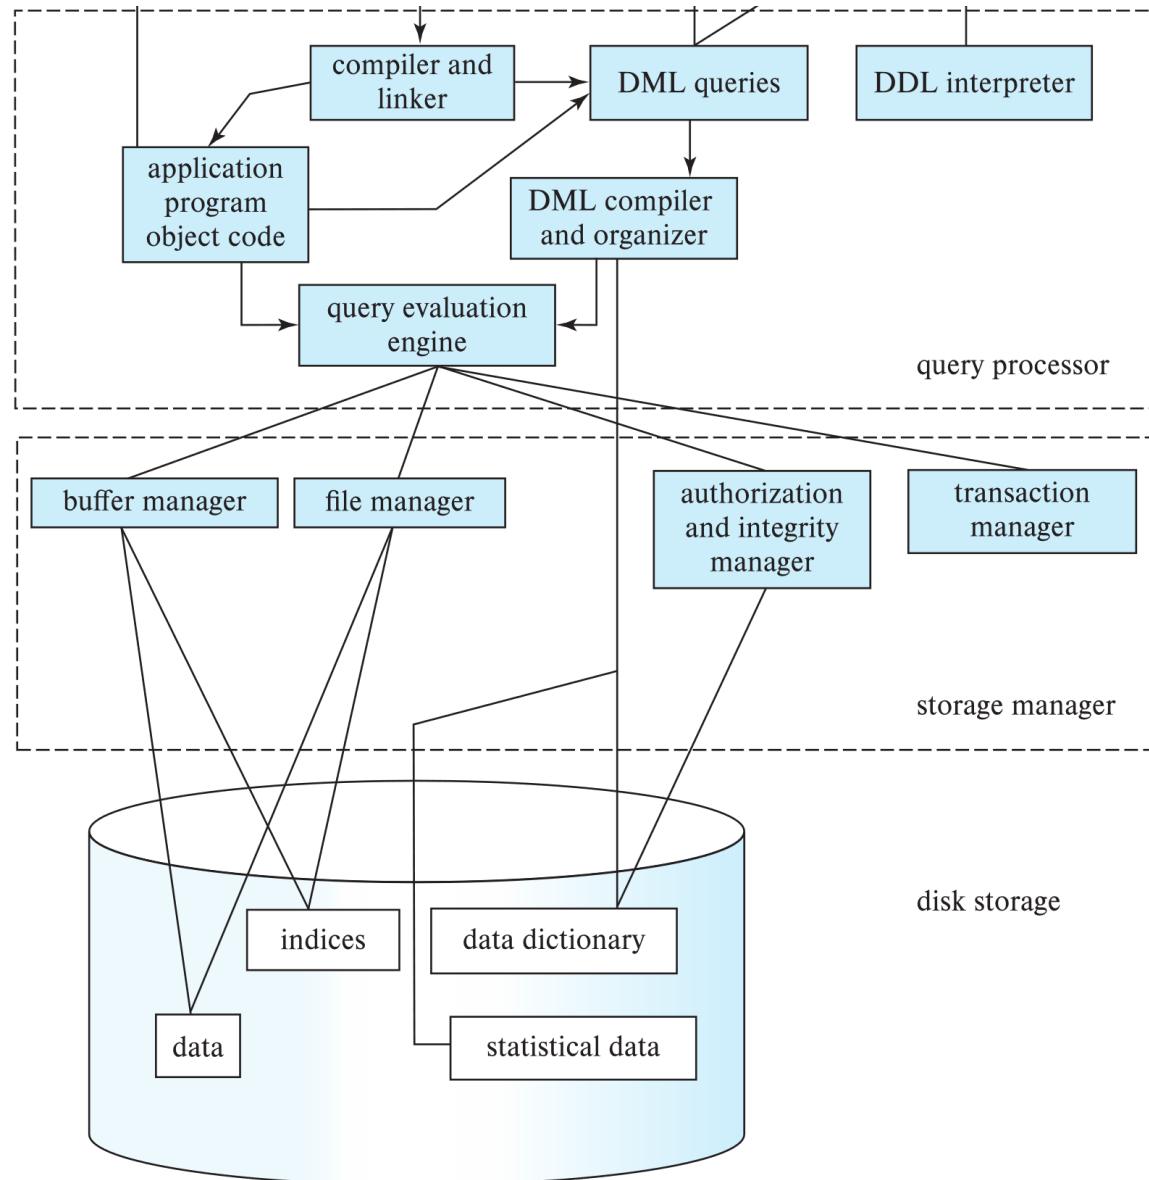 compiler and
linker
DML queries
DDL interpreter
application
program
object code
DML compiler
and organizer
query evaluation
engine
query processor
buffer manager
file manager
authorization
and integrity
manager
transaction
manager
storage manager
disk storage
indices
data dictionary
data
statistical data